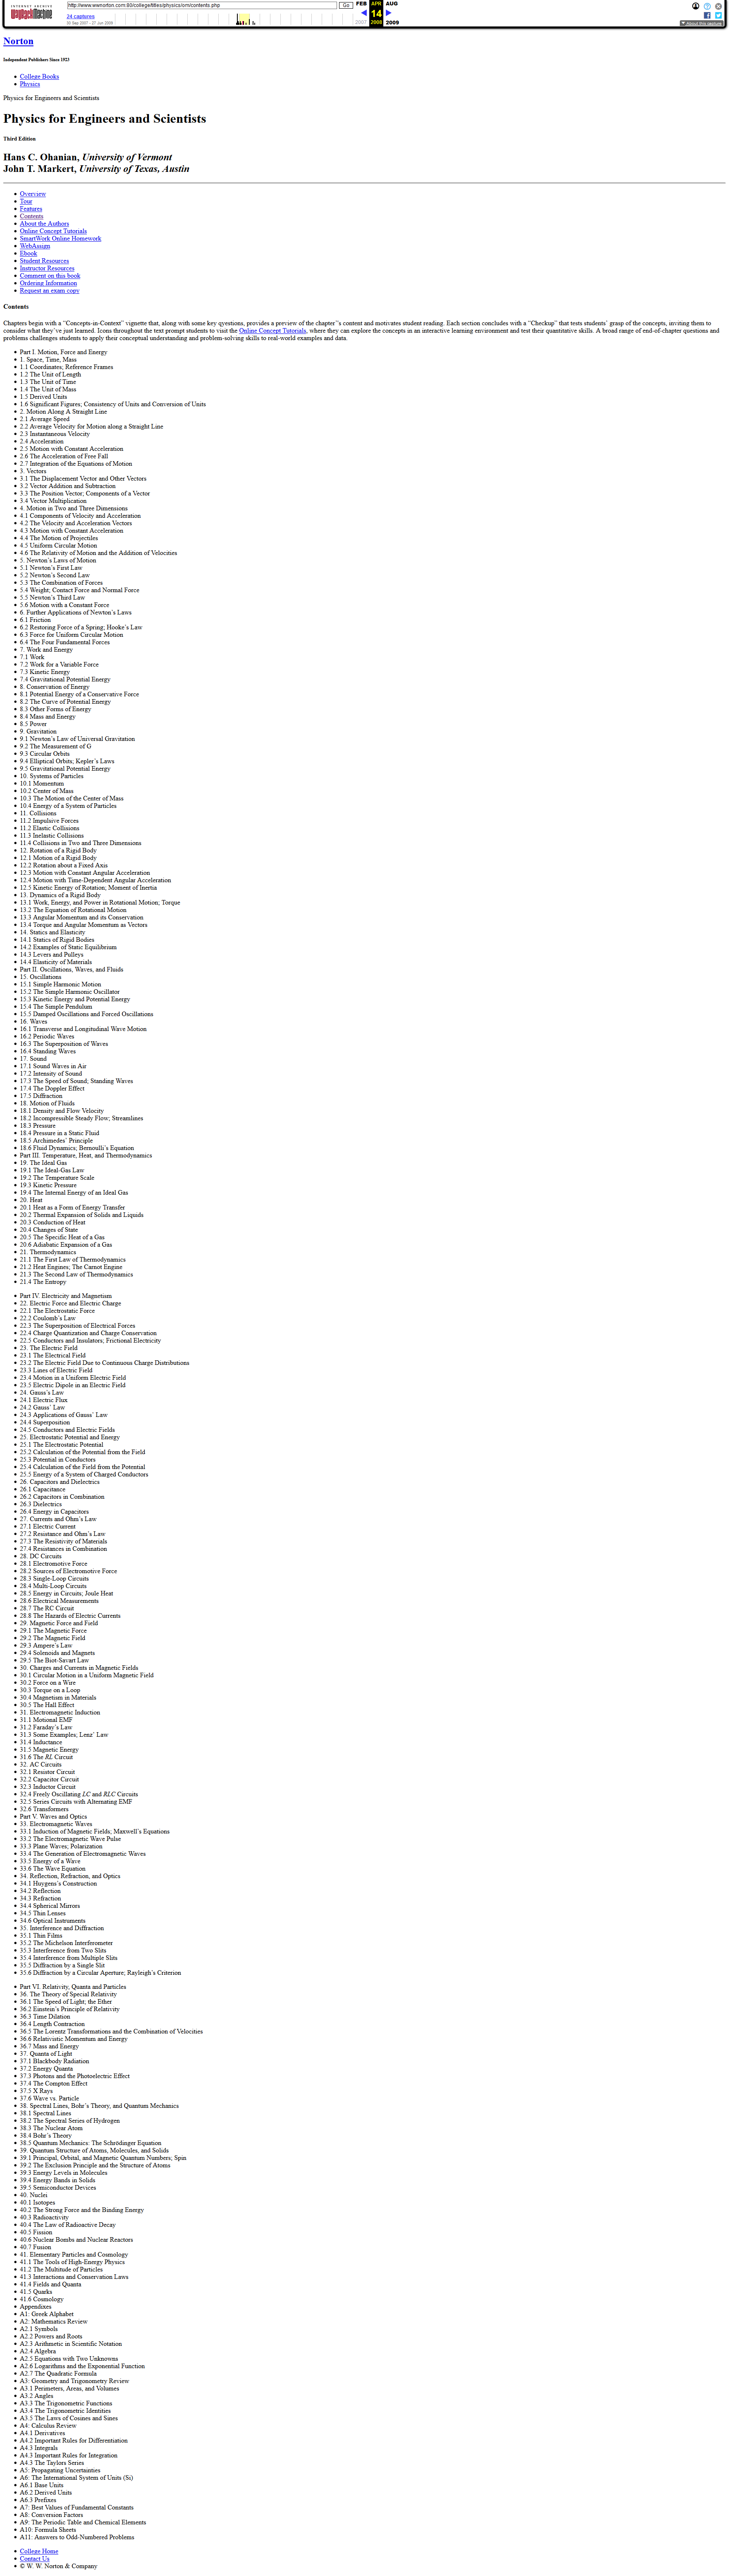 INTERNET ARCHIVE
WayBackMachine
http://www.wwnorton.com:80/college/titles/physics/om/contents.php
Go
FEB
APR
AUG
24 captures
14
30 Sep 2007 - 27 Jun 2009
2007
2008
2009
About this capture
Norton
Independent Publishers Since 1923
College Books
Physics
Physics for Engineers and Scientists
Physics for Engineers and Scientists
Third Edition
Hans C. Ohanian, University of Vermont
John T. Markert, University of Texas, Austin
Overview
Tour
Features
Contents
About the Authors
Online Concept Tutorials
SmartWork Online Homework
WebAssign
Ebook
Student Resources
Instructor Resources
Comment on this book
Ordering Information
Request an exam copy
Contents
Chapters begin with a “Concepts-in-Context” vignette that, along with some key questions, provides a preview of the chapter’’s content and motivates student reading. Each section concludes with a “Checkup” that tests students’ grasp of the concepts, inviting them to
consider what they’ve just learned. Icons throughout the text prompt students to visit the Online Concept Tutorials, where they can explore the concepts in an interactive learning environment and test their quantitative skills. A broad range of end-of-chapter questions and
problems challenges students to apply their conceptual understanding and problem-solving skills to real-world examples and data.
Part I. Motion, Force and Energy
1. Space, Time, Mass
1.1 Coordinates; Reference Frames
1.2 The Unit of Length
1.3 The Unit of Time
1.4 The Unit of Mass
1.5 Derived Units
1.6 Significant Figures; Consistency of Units and Conversion of Units
2. Motion Along A Straight Line
2.1 Average Speed
2.2 Average Velocity for Motion along a Straight Line
2.3 Instantaneous Velocity
2.4 Acceleration
2.5 Motion with Constant Acceleration
2.6 The Acceleration of Free Fall
2.7 Integration of the Equations of Motion
3. Vectors
3.1 The Displacement Vector and Other Vectors
3.2 Vector Addition and Subtraction
3.3 The Position Vector; Components of a Vector
3.4 Vector Multiplication
4. Motion in Two and Three Dimensions
4.1 Components of Velocity and Acceleration
4.2 The Velocity and Acceleration Vectors
4.3 Motion with Constant Acceleration
4.4 The Motion of Projectiles
4.5 Uniform Circular Motion
4.6 The Relativity of Motion and the Addition of Velocities
5. Newton’s Laws of Motion
5.1 Newton’s First Law
5.2 Newton’s Second Law
5.3 The Combination of Forces
5.4 Weight; Contact Force and Normal Force
5.5 Newton’s Third Law
5.6 Motion with a Constant Force
6. Further Applications of Newton’s Laws
6.1 Friction
6.2 Restoring Force of a Spring; Hooke’s Law
6.3 Force for Uniform Circular Motion
6.4 The Four Fundamental Forces
7. Work and Energy
7.1 Work
7.2 Work for a Variable Force
7.3 Kinetic Energy
7.4 Gravitational Potential Energy
8. Conservation of Energy
8.1 Potential Energy of a Conservative Force
8.2 The Curve of Potential Energy
8.3 Other Forms of Energy
8.4 Mass and Energy
8.5 Power
9. Gravitation
9.1 Newton’s Law of Universal Gravitation
9.2 The Measurement of G
9.3 Circular Orbits
9.4 Elliptical Orbits; Kepler’s Laws
9.5 Gravitational Potential Energy
10. Systems of Particles
10.1 Momentum
10.2 Center of Mass
10.3 The Motion of the Center of Mass
10.4 Energy of a System of Particles
11. Collisions
11.2 Impulsive Forces
11.2 Elastic Collisions
11.3 Inelastic Collisions
11.4 Collisions in Two and Three Dimensions
12. Rotation of a Rigid Body
12.1 Motion of a Rigid Body
12.2 Rotation about a Fixed Axis
12.3 Motion with Constant Angular Acceleration
12.4 Motion with Time-Dependent Angular Acceleration
12.5 Kinetic Energy of Rotation; Moment of Inertia
13. Dynamics of a Rigid Body
13.1 Work, Energy, and Power in Rotational Motion; Torque
13.2 The Equation of Rotational Motion
13.3 Angular Momentum and its Conservation
13.4 Torque and Angular Momentum as Vectors
14. Statics and Elasticity
14.1 Statics of Rigid Bodies
14.2 Examples of Static Equilibrium
14.3 Levers and Pulleys
14.4 Elasticity of Materials
Part II. Oscillations, Waves, and Fluids
15. Oscillations
15.1 Simple Harmonic Motion
15.2 The Simple Harmonic Oscillator
15.3 Kinetic Energy and Potential Energy
15.4 The Simple Pendulum
15.5 Damped Oscillations and Forced Oscillations
16. Waves
16.1 Transverse and Longitudinal Wave Motion
16.2 Periodic Waves
16.3 The Superposition of Waves
16.4 Standing Waves
17. Sound
17.1 Sound Waves in Air
17.2 Intensity of Sound
17.3 The Speed of Sound; Standing Waves
17.4 The Doppler Effect
17.5 Diffraction
18. Motion of Fluids
18.1 Density and Flow Velocity
18.2 Incompressible Steady Flow; Streamlines
18.3 Pressure
18.4 Pressure in a Static Fluid
18.5 Archimedes’ Principle
18.6 Fluid Dynamics; Bernoulli’s Equation
Part III. Temperature, Heat, and Thermodynamics
19. The Ideal Gas
19.1 The Ideal-Gas Law
19.2 The Temperature Scale
19.3 Kinetic Pressure
19.4 The Internal Energy of an Ideal Gas
20. Heat
20.1 Heat as a Form of Energy Transfer
20.2 Thermal Expansion of Solids and Liquids
20.3 Conduction of Heat
20.4 Changes of State
20.5 The Specific Heat of a Gas
20.6 Adiabatic Expansion of a Gas
21. Thermodynamics
21.1 The First Law of Thermodynamics
21.2 Heat Engines; The Carnot Engine
21.3 The Second Law of Thermodynamics
21.4 The Entropy
Part IV. Electricity and Magnetism
22. Electric Force and Electric Charge
22.1 The Electrostatic Force
22.2 Coulomb’s Law
22.3 The Superposition of Electrical Forces
22.4 Charge Quantization and Charge Conservation
22.5 Conductors and Insulators; Frictional Electricity
23. The Electric Field
23.1 The Electrical Field
23.2 The Electric Field Due to Continuous Charge Distributions
23.3 Lines of Electric Field
23.4 Motion in a Uniform Electric Field
23.5 Electric Dipole in an Electric Field
24. Gauss’s Law
24.1 Electric Flux
24.2 Gauss’ Law
24.3 Applications of Gauss’ Law
24.4 Superposition
24.5 Conductors and Electric Fields
25. Electrostatic Potential and Energy
25.1 The Electrostatic Potential
25.2 Calculation of the Potential from the Field
25.3 Potential in Conductors
25.4 Calculation of the Field from the Potential
25.5 Energy of a System of Charged Conductors
26. Capacitors and Dielectrics
26.1 Capacitance
26.2 Capacitors in Combination
26.3 Dielectrics
26.4 Energy in Capacitors
27. Currents and Ohm’s Law
27.1 Electric Current
27.2 Resistance and Ohm’s Law
27.3 The Resistivity of Materials
27.4 Resistances in Combination
28. DC Circuits
28.1 Electromotive Force
28.2 Sources of Electromotive Force
28.3 Single-Loop Circuits
28.4 Multi-Loop Circuits
28.5 Energy in Circuits; Joule Heat
28.6 Electrical Measurements
28.7 The RC Circuit
28.8 The Hazards of Electric Currents
29. Magnetic Force and Field
29.1 The Magnetic Force
29.2 The Magnetic Field
29.3 Ampere’s Law
29.4 Solenoids and Magnets
29.5 The Biot-Savart Law
30. Charges and Currents in Magnetic Fields
30.1 Circular Motion in a Uniform Magnetic Field
30.2 Force on a Wire
30.3 Torque on a Loop
30.4 Magnetism in Materials
30.5 The Hall Effect
31. Electromagnetic Induction
31.1 Motional EMF
31.2 Faraday’s Law
31.3 Some Examples; Lenz’ Law
31.4 Inductance
31.5 Magnetic Energy
31.6 The RL Circuit
32. AC Circuits
32.1 Resistor Circuit
32.2 Capacitor Circuit
32.3 Inductor Circuit
32.4 Freely Oscillating LC and RLC Circuits
32.5 Series Circuits with Alternating EMF
32.6 Transformers
Part V. Waves and Optics
33. Electromagnetic Waves
33.1 Induction of Magnetic Fields; Maxwell’s Equations
33.2 The Electromagnetic Wave Pulse
33.3 Plane Waves; Polarization
33.4 The Generation of Electromagnetic Waves
33.5 Energy of a Wave
33.6 The Wave Equation
34. Reflection, Refraction, and Optics
34.1 Huygens’s Construction
34.2 Reflection
34.3 Refraction
34.4 Spherical Mirrors
34.5 Thin Lenses
34.6 Optical Instruments
35. Interference and Diffraction
35.1 Thin Films
35.2 The Michelson Interferometer
35.3 Interference from Two Slits
35.4 Interference from Multiple Slits
35.5 Diffraction by a Single Slit
35.6 Diffraction by a Circular Aperture; Rayleigh’s Criterion
Part VI. Relativity, Quanta and Particles
36. The Theory of Special Relativity
36.1 The Speed of Light; the Ether
36.2 Einstein’s Principle of Relativity
36.3 Time Dilation
36.4 Length Contraction
36.5 The Lorentz Transformations and the Combination of Velocities
36.6 Relativistic Momentum and Energy
36.7 Mass and Energy
37. Quanta of Light
37.1 Blackbody Radiation
37.2 Energy Quanta
37.3 Photons and the Photoelectric Effect
37.4 The Compton Effect
37.5 X Rays
37.6 Wave vs. Particle
38. Spectral Lines, Bohr’s Theory, and Quantum Mechanics
38.1 Spectral Lines
38.2 The Spectral Series of Hydrogen
38.3 The Nuclear Atom
38.4 Bohr’s Theory
38.5 Quantum Mechanics: The Schrödinger Equation
39. Quantum Structure of Atoms, Molecules, and Solids
39.1 Principal, Orbital, and Magnetic Quantum Numbers; Spin
39.2 The Exclusion Principle and the Structure of Atoms
39.3 Energy Levels in Molecules
39.4 Energy Bands in Solids
39.5 Semiconductor Devices
40. Nuclei
40.1 Isotopes
40.2 The Strong Force and the Binding Energy
40.3 Radioactivity
40.4 The Law of Radioactive Decay
40.5 Fission
40.6 Nuclear Bombs and Nuclear Reactors
40.7 Fusion
41. Elementary Particles and Cosmology
41.1 The Tools of High-Energy Physics
41.2 The Multitude of Particles
41.3 Interactions and Conservation Laws
41.4 Fields and Quanta
41.5 Quarks
41.6 Cosmology
Appendixes
A1: Greek Alphabet
A2: Mathematics Review
A2.1 Symbols
A2.2 Powers and Roots
A2.3 Arithmetic in Scientific Notation
A2.4 Algebra
A2.5 Equations with Two Unknowns
A2.6 Logarithms and the Exponential Function
A2.7 The Quadratic Formula
A3: Geometry and Trigonometry Review
A3.1 Perimeters, Areas, and Volumes
A3.2 Angles
A3.3 The Trigonometric Functions
A3.4 The Trigonometric Identities
A3.5 The Laws of Cosines and Sines
A4: Calculus Review
A4.1 Derivatives
A4.2 Important Rules for Differentiation
A4.3 Integrals
A4.3 Important Rules for Integration
A4.3 The Taylors Series
A5: Propagating Uncertainties
A6: The International System of Units (Si)
A6.1 Base Units
A6.2 Derived Units
A6.3 Prefixes
A7: Best Values of Fundamental Constants
A8: Conversion Factors
A9: The Periodic Table and Chemical Elements
A10: Formula Sheets
A11: Answers to Odd-Numbered Problems
College Home
Contact Us
© W. W. Norton & Company